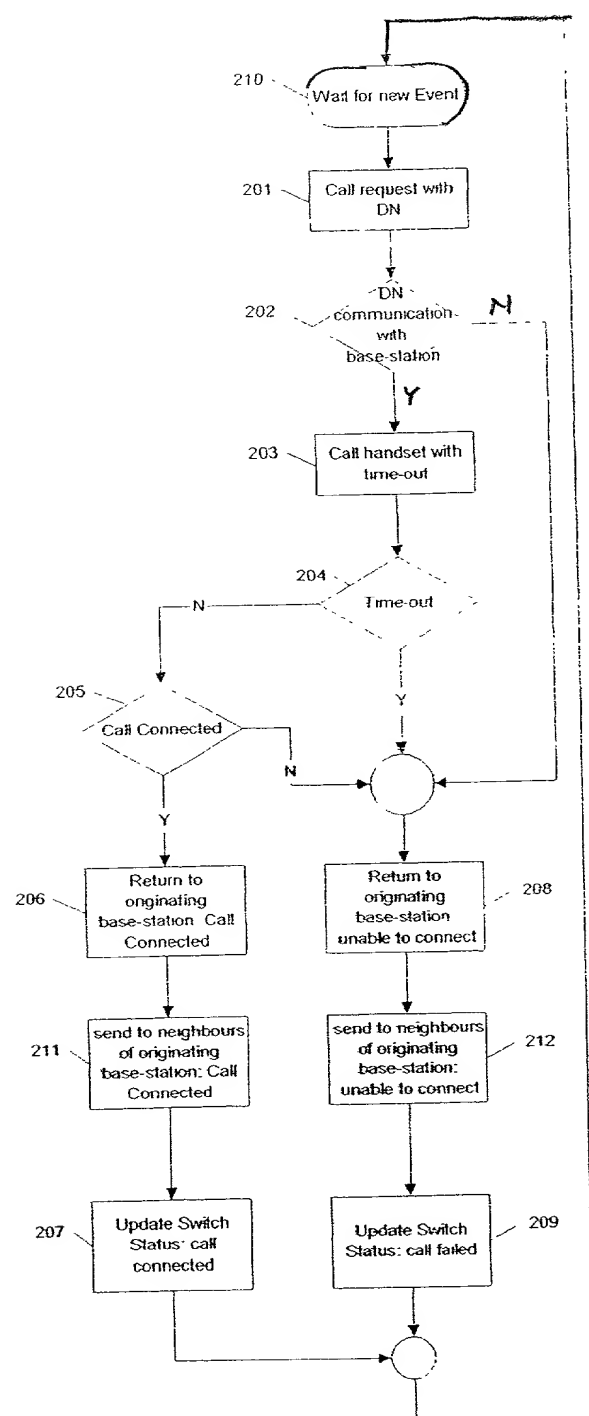 210
Wait for new Event
201
Call request with
DN
202
DN
communication
with
base-station
N
Y
203
Call handset with
time-out
204
Time-out
N
Y
205
Call Connected
N
Y
206
Return to
originating
base-station Call
Connected
Return to
originating
base-station
unable to connect
208
211
send to neighbours
of originating
base-station: Call
Connected
send to neighbours
of originating
base-station:
unable to connect
212
207
Update Switch
Status: call
connected
Update Switch
Status: call failed
209